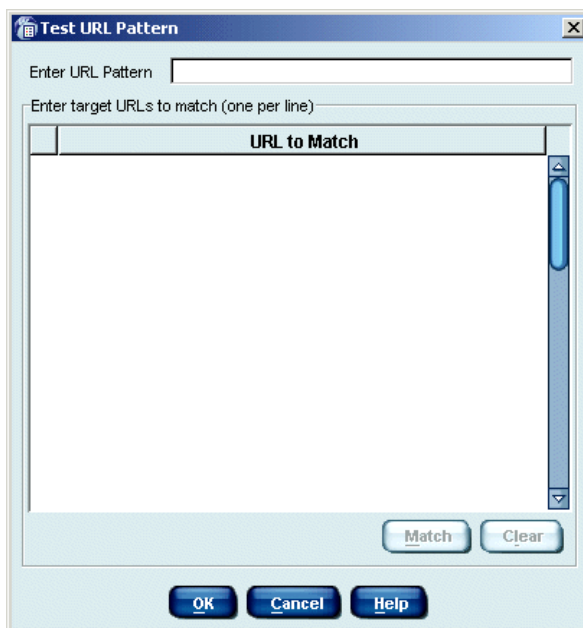 Test URL Pattern
Enter URL Pattern
Enter target URLs to match (one per line)
URL to Match
Match Clear
OK Cancel Help